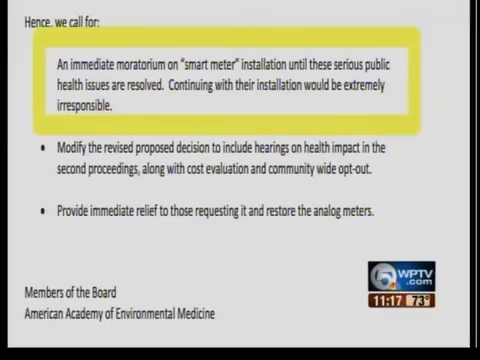 Hence, we call for:
An immediate moratorium on "smart meter" installation until these serious public
health issues are resolved. Continuing with their installation would be extremely
irresponsible.
• Modify the revised proposed decision to include hearings on health impact in the
second proceedings, along with cost evaluation and community wide opt-out.
• Provide immediate relief to those requesting it and restore the analog meters.
Members of the Board
American Academy of Environmental Medicine
5 WPTV
.com
11:17 73°